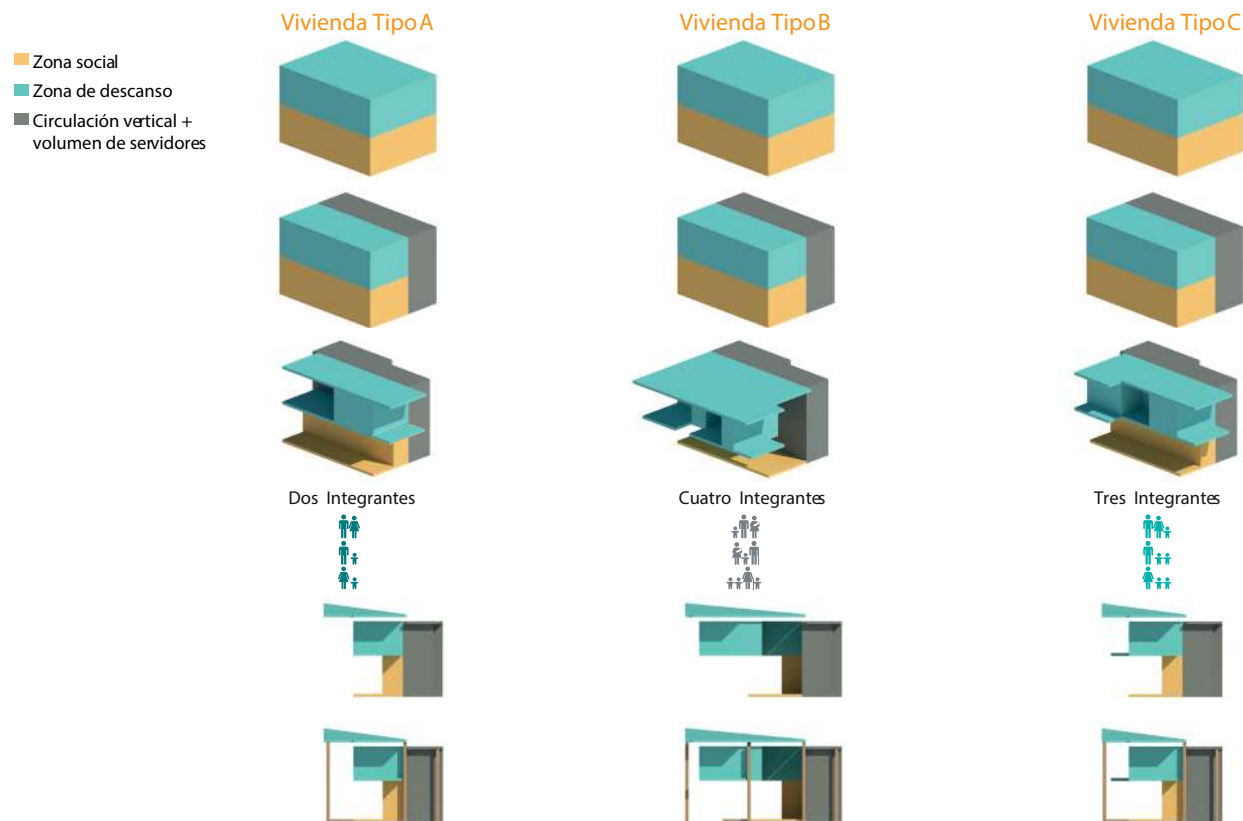 Vivienda Tipo A
Vivienda Tipo B
Vivienda Tipo C
Zona social
Zona de descanso
Circulación vertical +
volumen de servidores
Dos Integrantes
Cuatro Integrantes
Tres Integrantes